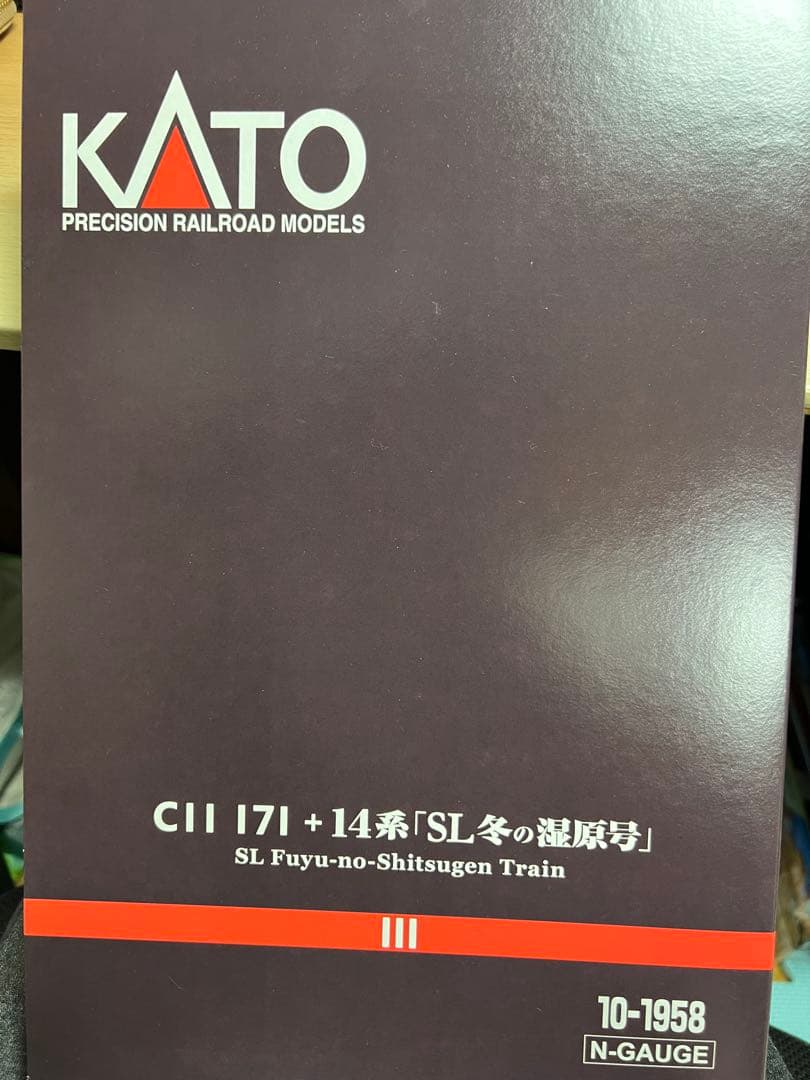 KATO
PRECISION RAILROAD MODELS
C11 171 + 14系「SL冬の湿原号」
SL Fuyu-no-Shitsugen Train
III
10-1958
N-GAUGE